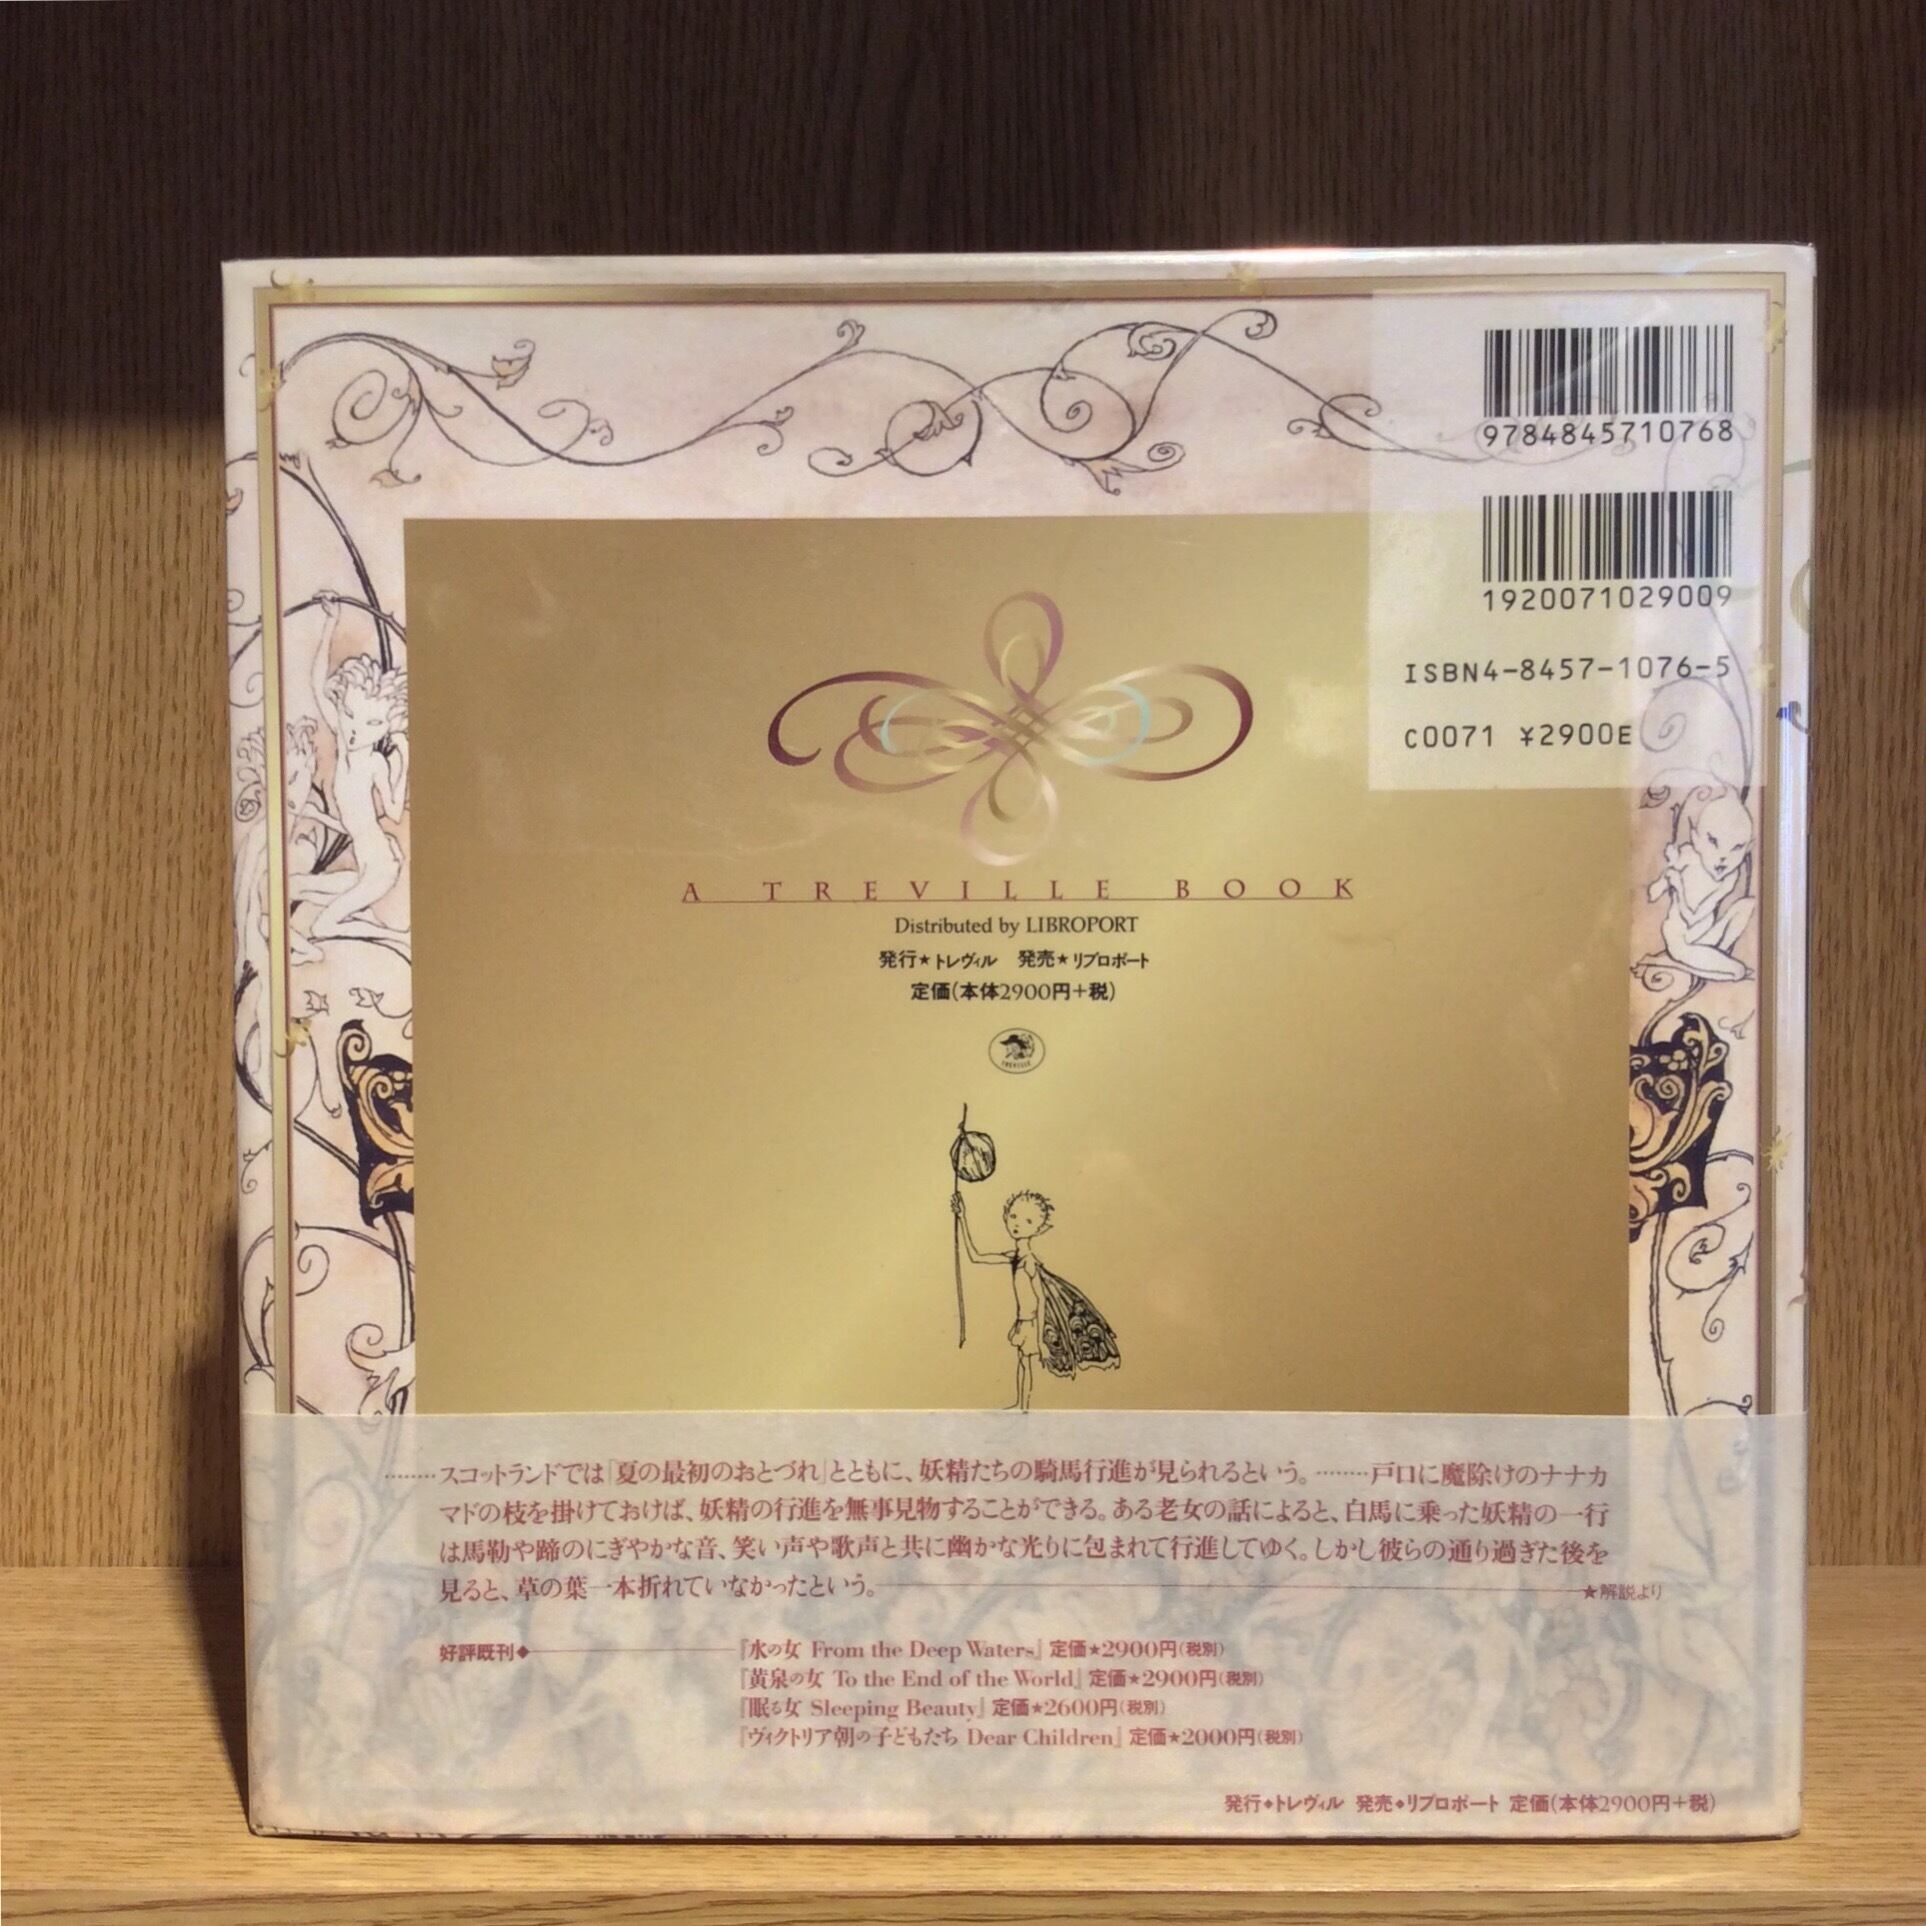 9784845710768
1920071029009
ISBN4-8457-1076-5
C0071 ¥2900E
A TREVILLE BOOK
Distributed by LIBROPORT
発行★トレヴィル 発売★リブロポート
定価(本体2900円+税)
TREVILLE
………スコットランドでは「夏の最初のおとづれ」とともに、妖精たちの騎馬行進が見られるという。………戸口に魔除けのナナカ
マドの枝を掛けておけば、妖精の行進を無事見物することができる。ある老女の話によると、白馬に乗った妖精の一行
は馬勒や蹄のにぎやかな音、笑い声や歌声と共に幽かな光りに包まれて行進してゆく。しかし彼らの通り過ぎた後を
見ると、草の葉一本折れていなかったという。 ★解説より
好評既刊◆ 『水の女 From the Deep Waters』定価★2900円(税別)
『黄泉の女 To the End of the World』定価★2900円(税別)
『眠る女 Sleeping Beauty』定価★2600円(税別)
『ヴィクトリア朝の子どもたち Dear Children』定価★2000円(税別)
発行◆トレヴィル 発売◆リブロポート 定価(本体2900円+税)